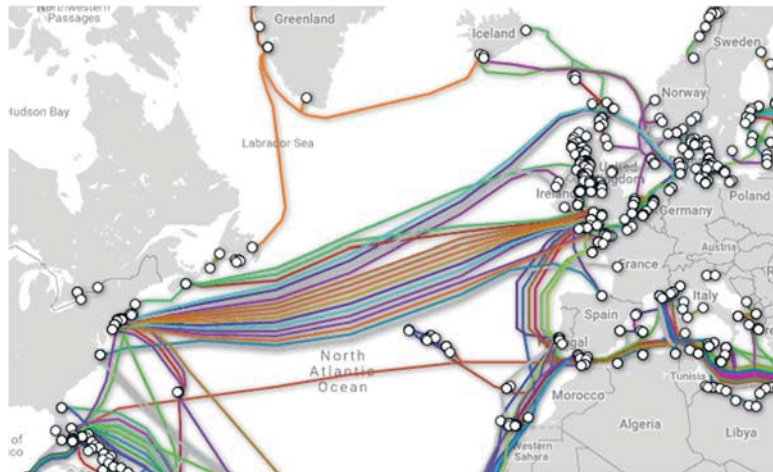 Northwestern
Passages
Greenland
Iceland
Sweden
Norway
Hudson Bay
Labrador Sea
United
Kingdom
Ireland
Poland
Germany
Austria
France
Italy
Spain
Portugal
North
Atlantic
Ocean
Tunisia
Morocco
Algeria
Libya
Western
Sahara
of